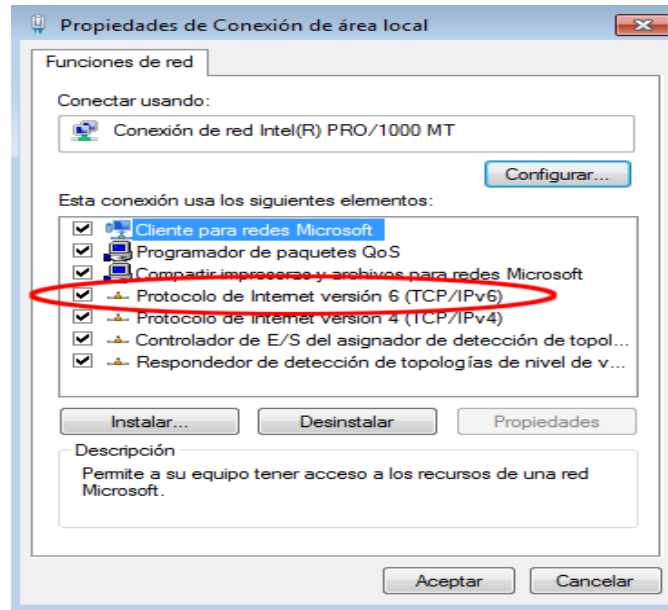 Propiedades de Conexión de área local
Funciones de red
Conectar usando:
Conexión de red Intel(R) PRO/1000 MT
Configurar...
Esta conexión usa los siguientes elementos:
Cliente para redes Microsoft
Programador de paquetes QoS
Compartir impresoras y archivos para redes Microsoft
Protocolo de Internet versión 6 (TCP/IPv6)
Protocolo de Internet versión 4 (TCP/IPv4)
Controlador de E/S del asignador de detección de topol...
Respondedor de detección de topologías de nivel de v...
Instalar...
Desinstalar
Propiedades
Descripción
Permite a su equipo tener acceso a los recursos de una red
Microsoft.
Aceptar
Cancelar